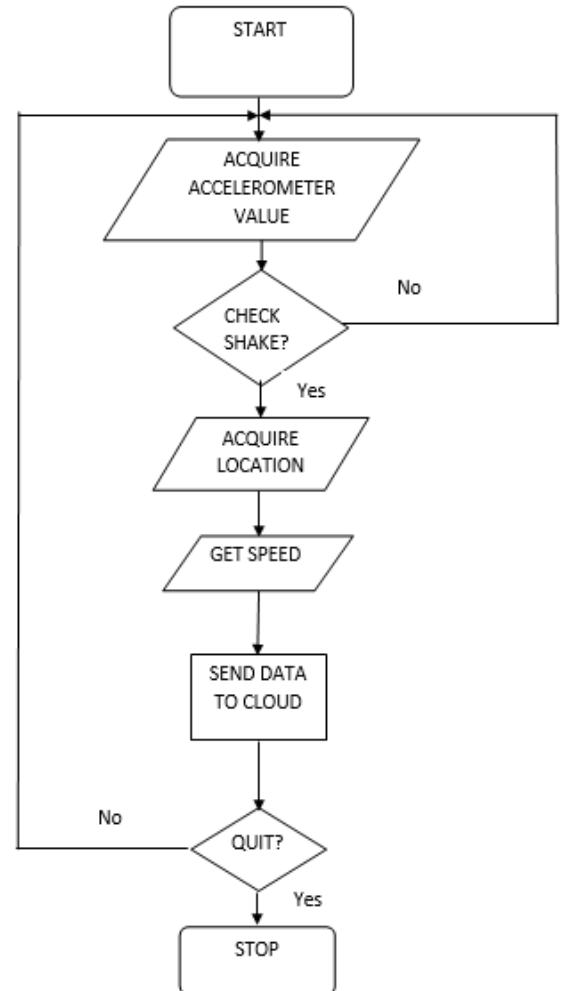 START
ACQUIRE
ACCELEROMETER
VALUE
CHECK
SHAKE?
No
Yes
ACQUIRE
LOCATION
GET SPEED
SEND DATA
TO CLOUD
No
QUIT?
Yes
STOP